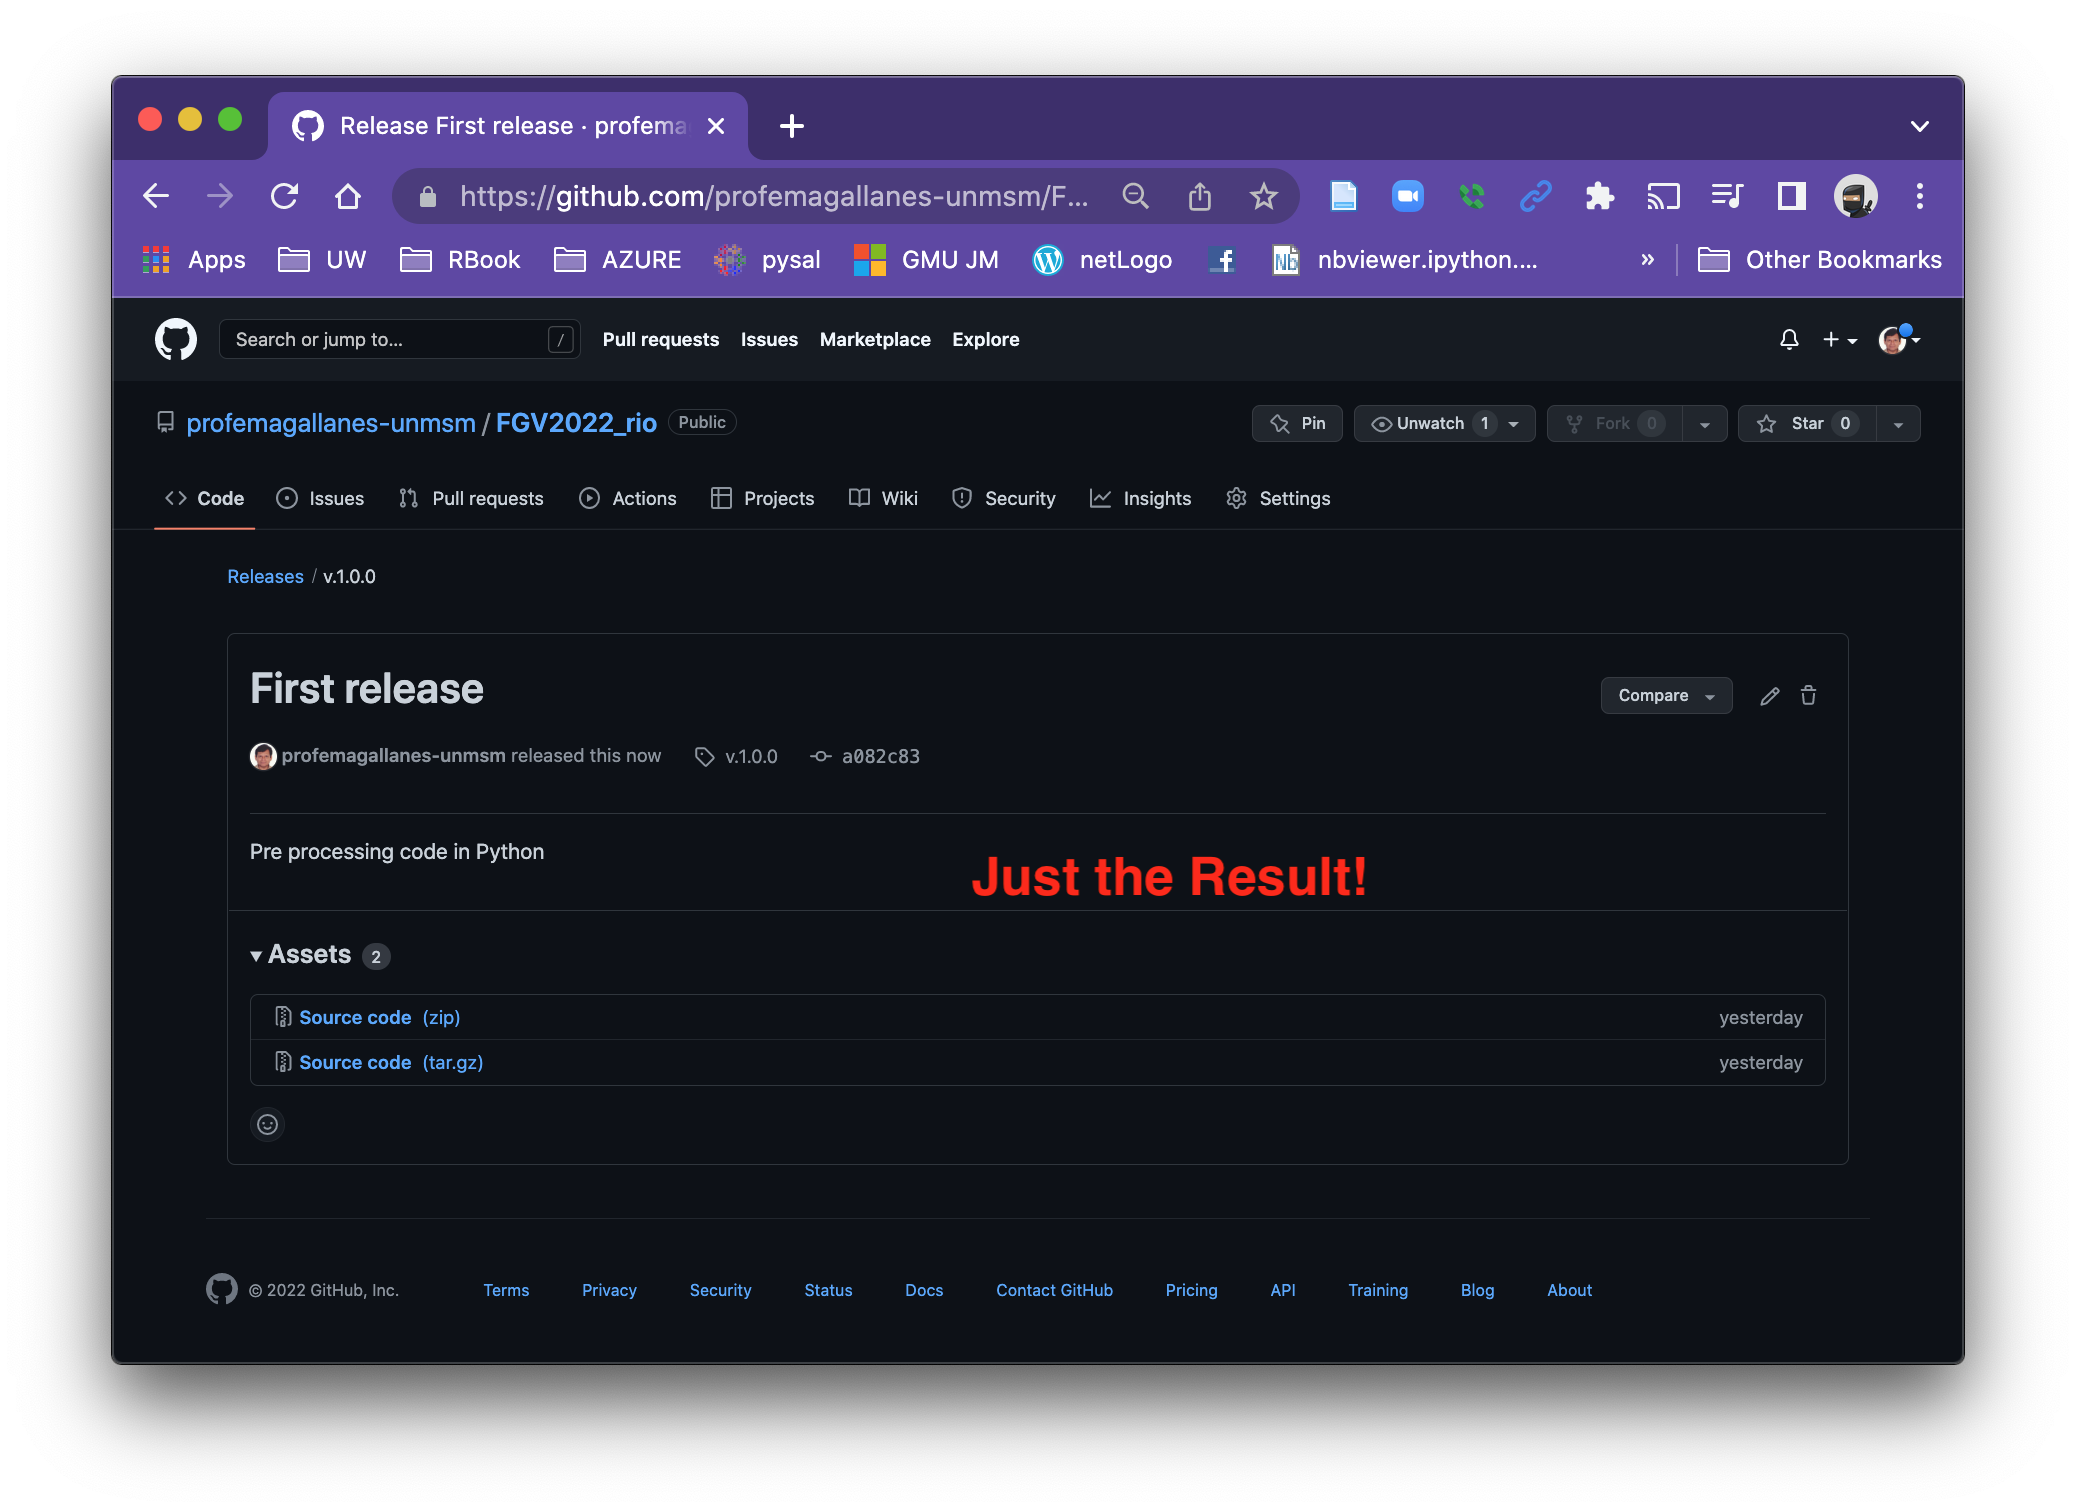 Release First release · profema
https://github.com/profemagallanes-unmsm/F...
Apps UW RBook AZURE pysal GMU JM netLogo nbviewer.ipython.... » Other Bookmarks
Search or jump to... / Pull requests Issues Marketplace Explore
profemagallanes-unmsm / FGV2022_rio Public Pin Unwatch 1 Fork 0 Star 0
Code Issues Pull requests Actions Projects Wiki Security Insights Settings
Releases / v.1.0.0
First release
Compare
profemagallanes-unmsm released this now v.1.0.0 a082c83
Pre processing code in Python
Just the Result!
Assets 2
Source code (zip) yesterday
Source code (tar.gz) yesterday
© 2022 GitHub, Inc. Terms Privacy Security Status Docs Contact GitHub Pricing API Training Blog About